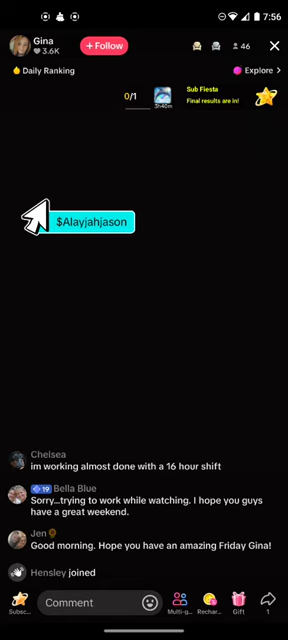 7:56
Gina
3.6K
+ Follow
46
Daily Ranking
Explore >
0/1
3h40m
Sub Fiesta
Final results are in!
$Alayjahjason
Chelsea
im working almost done with a 16 hour shift
19 Bella Blue
Sorry...trying to work while watching. I hope you guys
have a great weekend.
Jen
Good morning. Hope you have an amazing Friday Gina!
Hensley joined
Subsc...
Comment
Multi-g...
Rechar...
Gift
1